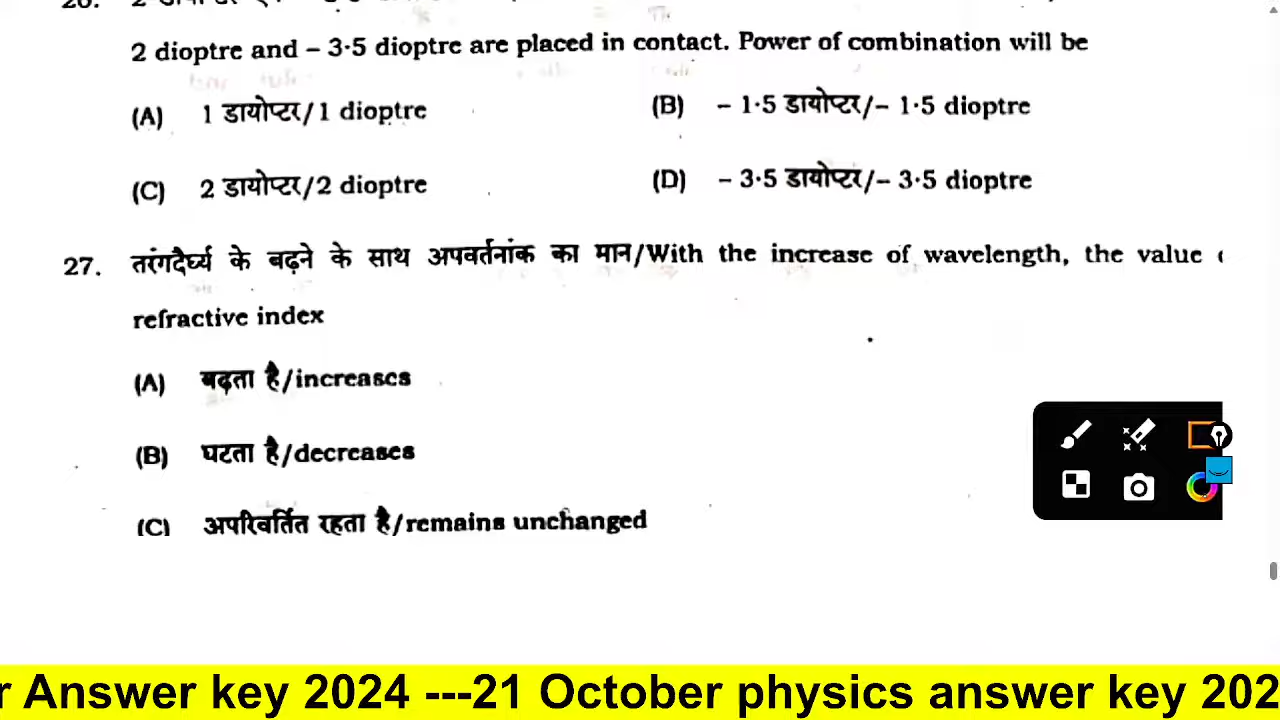 26. 2
2 dioptre and – 3·5 dioptre are placed in contact. Power of combination will be
(A) 1 डायोप्टर/1 dioptre (B) – 1·5 डायोप्टर/– 1·5 dioptre
(C) 2 डायोप्टर/2 dioptre (D) – 3·5 डायोप्टर/– 3·5 dioptre
27. तरंगदैर्घ्य के बढ़ने के साथ अपवर्तनांक का मान/With the increase of wavelength, the value
refractive index
(A) बढ़ता है/increases
(B) घटता है/decreases
(C) अपरिवर्तित रहता है/remains unchanged
r Answer key 2024 ---21 October physics answer key 202